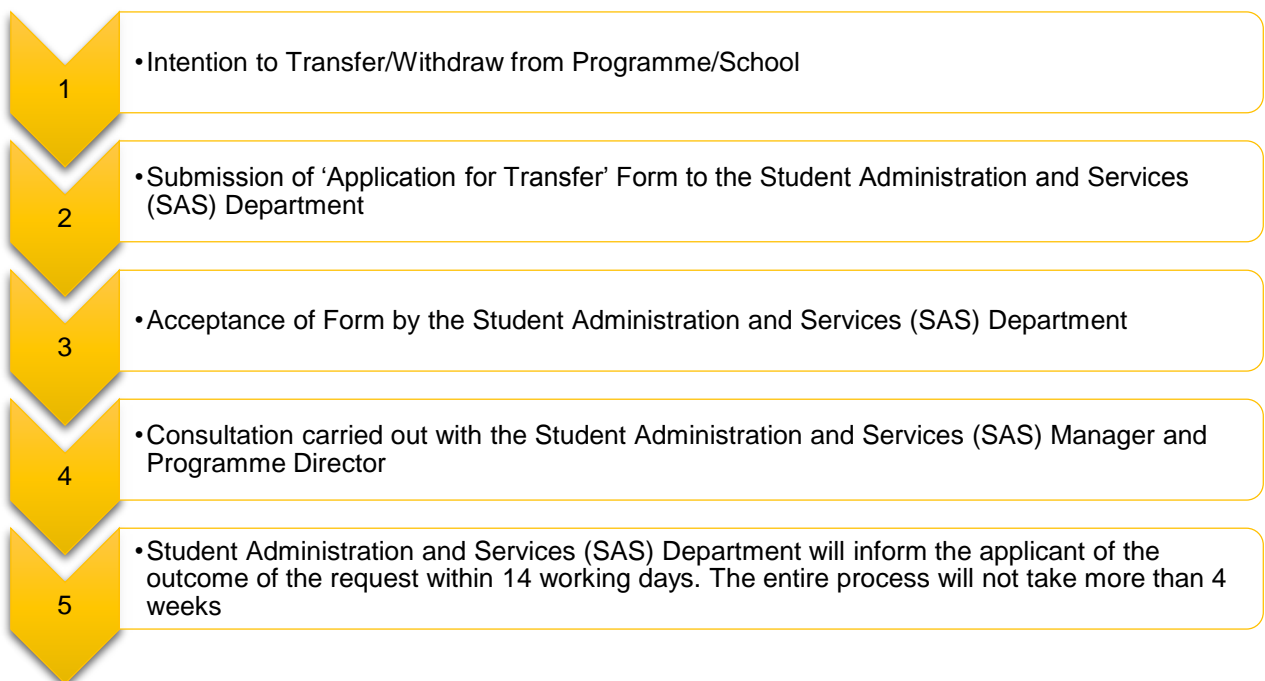 1
•Intention to Transfer/Withdraw from Programme/School
2
•Submission of ‘Application for Transfer’ Form to the Student Administration and Services
(SAS) Department
3
•Acceptance of Form by the Student Administration and Services (SAS) Department
4
•Consultation carried out with the Student Administration and Services (SAS) Manager and
Programme Director
5
•Student Administration and Services (SAS) Department will inform the applicant of the
outcome of the request within 14 working days. The entire process will not take more than 4
weeks